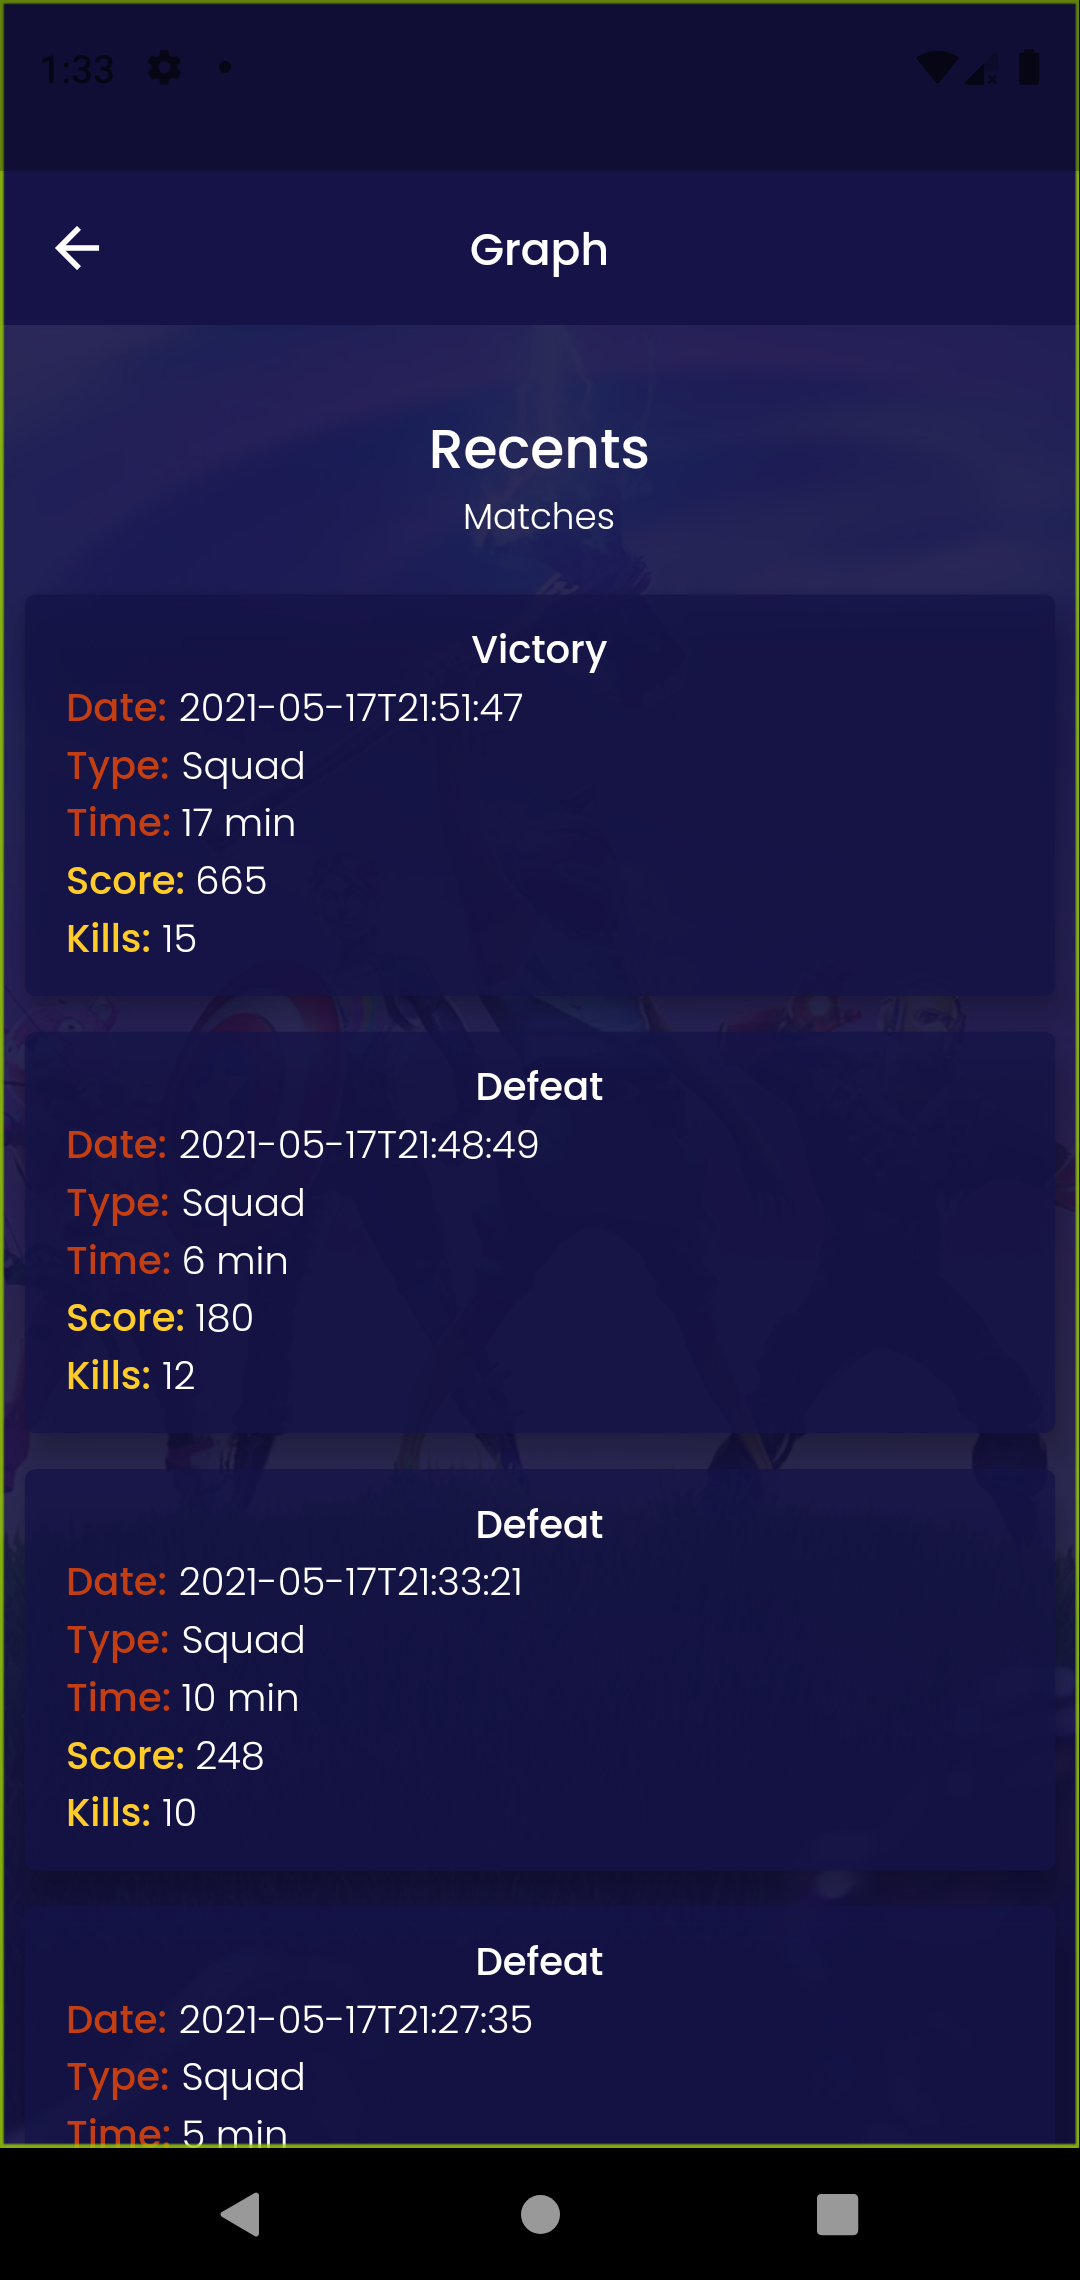 1:33
Graph
Recents
Matches
Victory
Date: 2021-05-17T21:51:47
Type: Squad
Time: 17 min
Score: 665
Kills: 15
Defeat
Date: 2021-05-17T21:48:49
Type: Squad
Time: 6 min
Score: 180
Kills: 12
Defeat
Date: 2021-05-17T21:33:21
Type: Squad
Time: 10 min
Score: 248
Kills: 10
Defeat
Date: 2021-05-17T21:27:35
Type: Squad
Time: 5 min